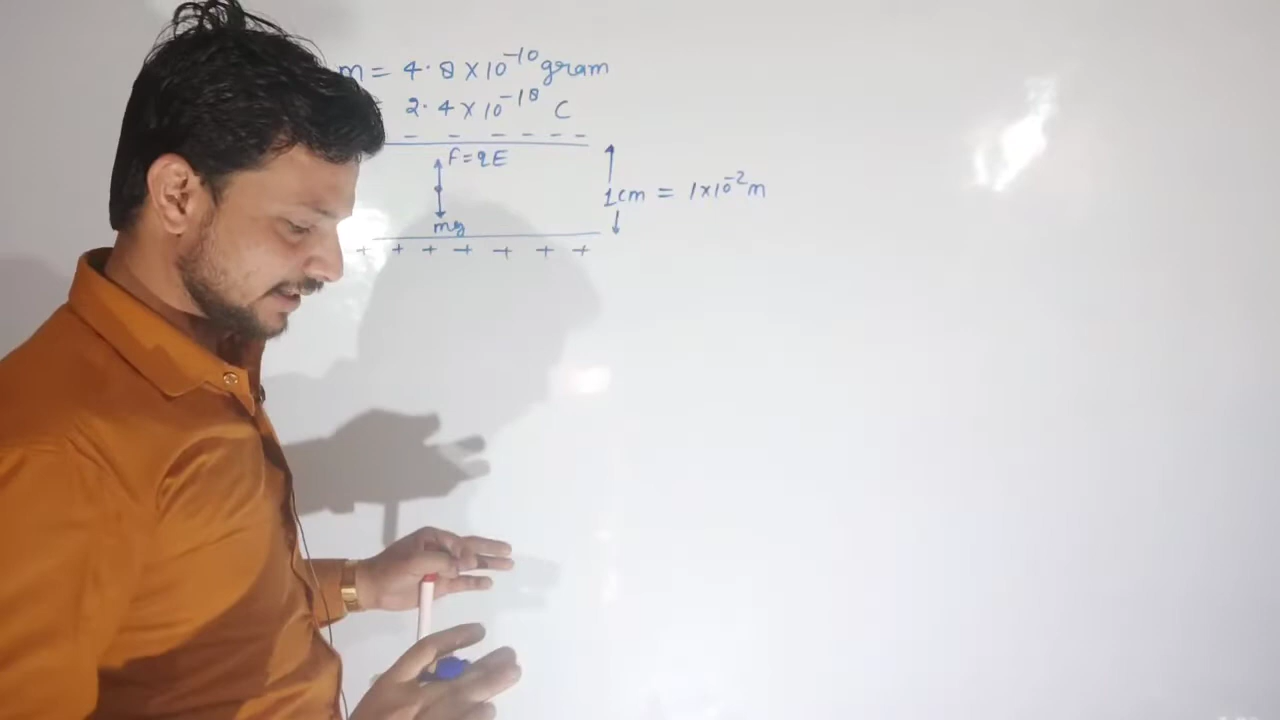 m = 4.8 × 10⁻¹⁰ gram
2.4 × 10⁻¹⁸ C
- - - - - -
F = qE
1cm = 1×10⁻² m
mg
+ + + + + + +